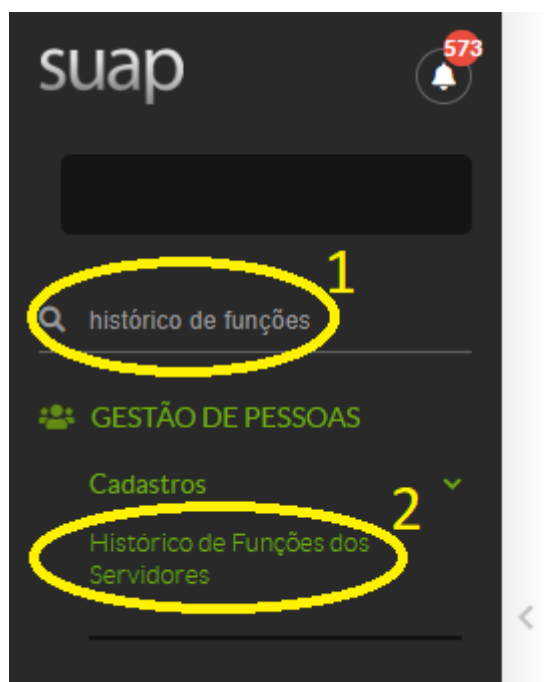 suap
573
1
histórico de funções
GESTÃO DE PESSOAS
Cadastros
2
Histórico de Funções dos
Servidores